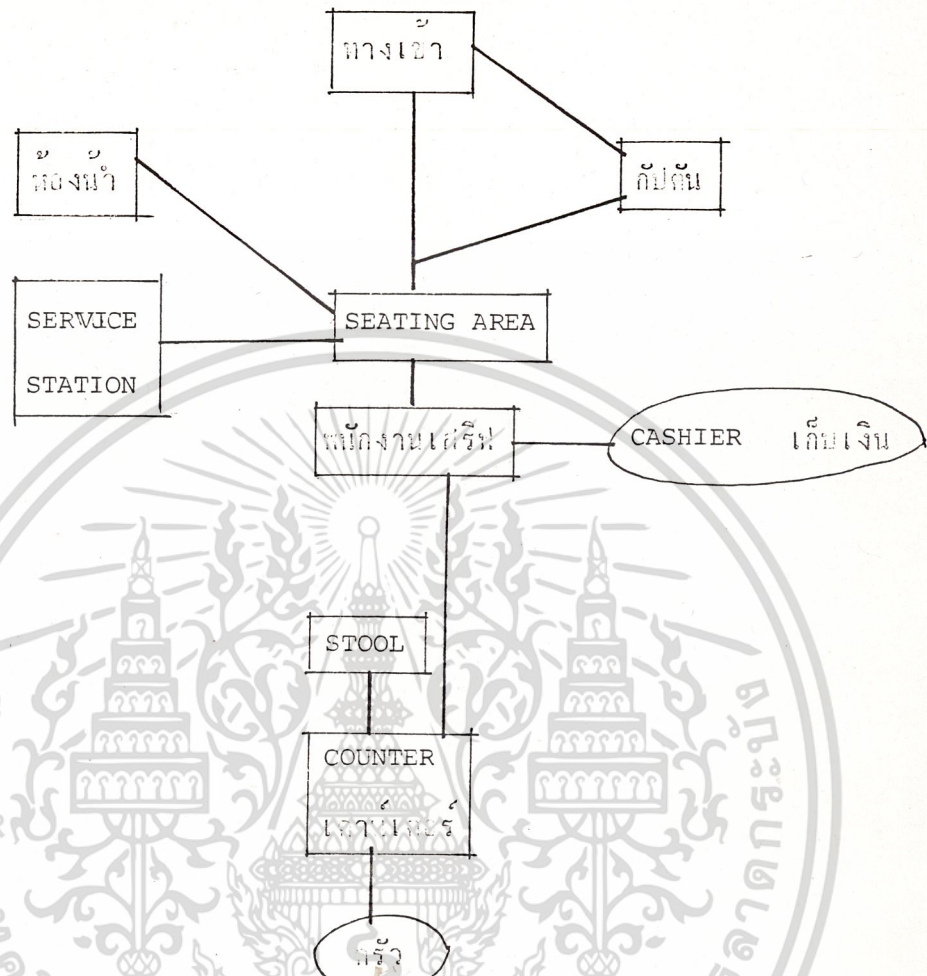 ทางเข้า
ห้องน้ำ
กัปตัน
SERVICE
STATION
SEATING AREA
พนักงานเสริฟ
CASHIER เก็บเงิน
STOOL
COUNTER
เคาน์เตอร์
ครัว